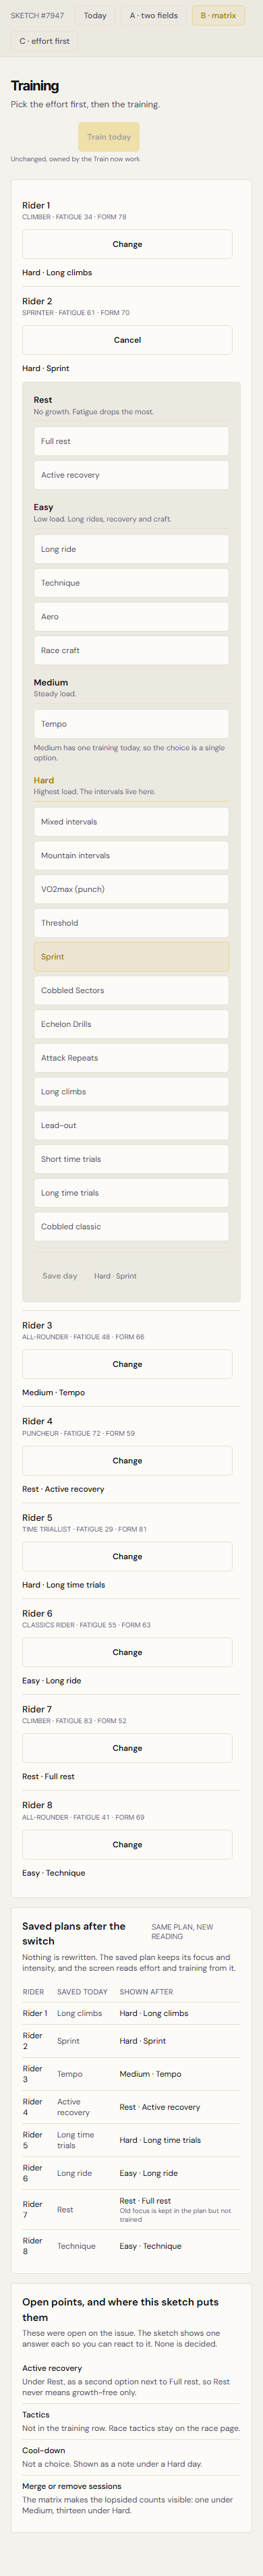 SKETCH #7947
Today
A · two fields
B · matrix
C · effort first
Training
Pick the effort first, then the training.
Train today
Unchanged, owned by the Train now work
Rider 1
CLIMBER · FATIGUE 34 · FORM 78
Change
Hard · Long climbs
Rider 2
SPRINTER · FATIGUE 61 · FORM 70
Cancel
Hard · Sprint
Rest
No growth. Fatigue drops the most.
Full rest
Active recovery
Easy
Low load. Long rides, recovery and craft.
Long ride
Technique
Aero
Race craft
Medium
Steady load.
Tempo
Medium has one training today, so the choice is a single
option.
Hard
Highest load. The intervals live here.
Mixed intervals
Mountain intervals
VO2max (punch)
Threshold
Sprint
Cobbled Sectors
Echelon Drills
Attack Repeats
Long climbs
Lead-out
Short time trials
Long time trials
Cobbled classic
Save day
Hard · Sprint
Rider 3
ALL-ROUNDER · FATIGUE 48 · FORM 66
Change
Medium · Tempo
Rider 4
PUNCHEUR · FATIGUE 72 · FORM 59
Change
Rest · Active recovery
Rider 5
TIME TRIALLIST · FATIGUE 29 · FORM 81
Change
Hard · Long time trials
Rider 6
CLASSICS RIDER · FATIGUE 55 · FORM 63
Change
Easy · Long ride
Rider 7
CLIMBER · FATIGUE 83 · FORM 52
Change
Rest · Full rest
Rider 8
ALL-ROUNDER · FATIGUE 41 · FORM 69
Change
Easy · Technique
Saved plans after the
switch
SAME PLAN, NEW
READING
Nothing is rewritten. The saved plan keeps its focus and
intensity, and the screen reads effort and training from it.
RIDER SAVED TODAY SHOWN AFTER
Rider 1 Long climbs Hard · Long climbs
Rider
2
Sprint
Hard · Sprint
Rider
3
Tempo
Medium · Tempo
Rider
4
Active
recovery
Rest · Active recovery
Rider
5
Long time
trials
Hard · Long time trials
Rider
6
Long ride
Easy · Long ride
Rider
7
Rest
Rest · Full rest
Old focus is kept in the plan but not
trained
Rider
8
Technique
Easy · Technique
Open points, and where this sketch puts
them
These were open on the issue. The sketch shows one
answer each so you can react to it. None is decided.
Active recovery
Under Rest, as a second option next to Full rest, so Rest
never means growth-free only.
Tactics
Not in the training row. Race tactics stay on the race page.
Cool-down
Not a choice. Shown as a note under a Hard day.
Merge or remove sessions
The matrix makes the lopsided counts visible: one under
Medium, thirteen under Hard.